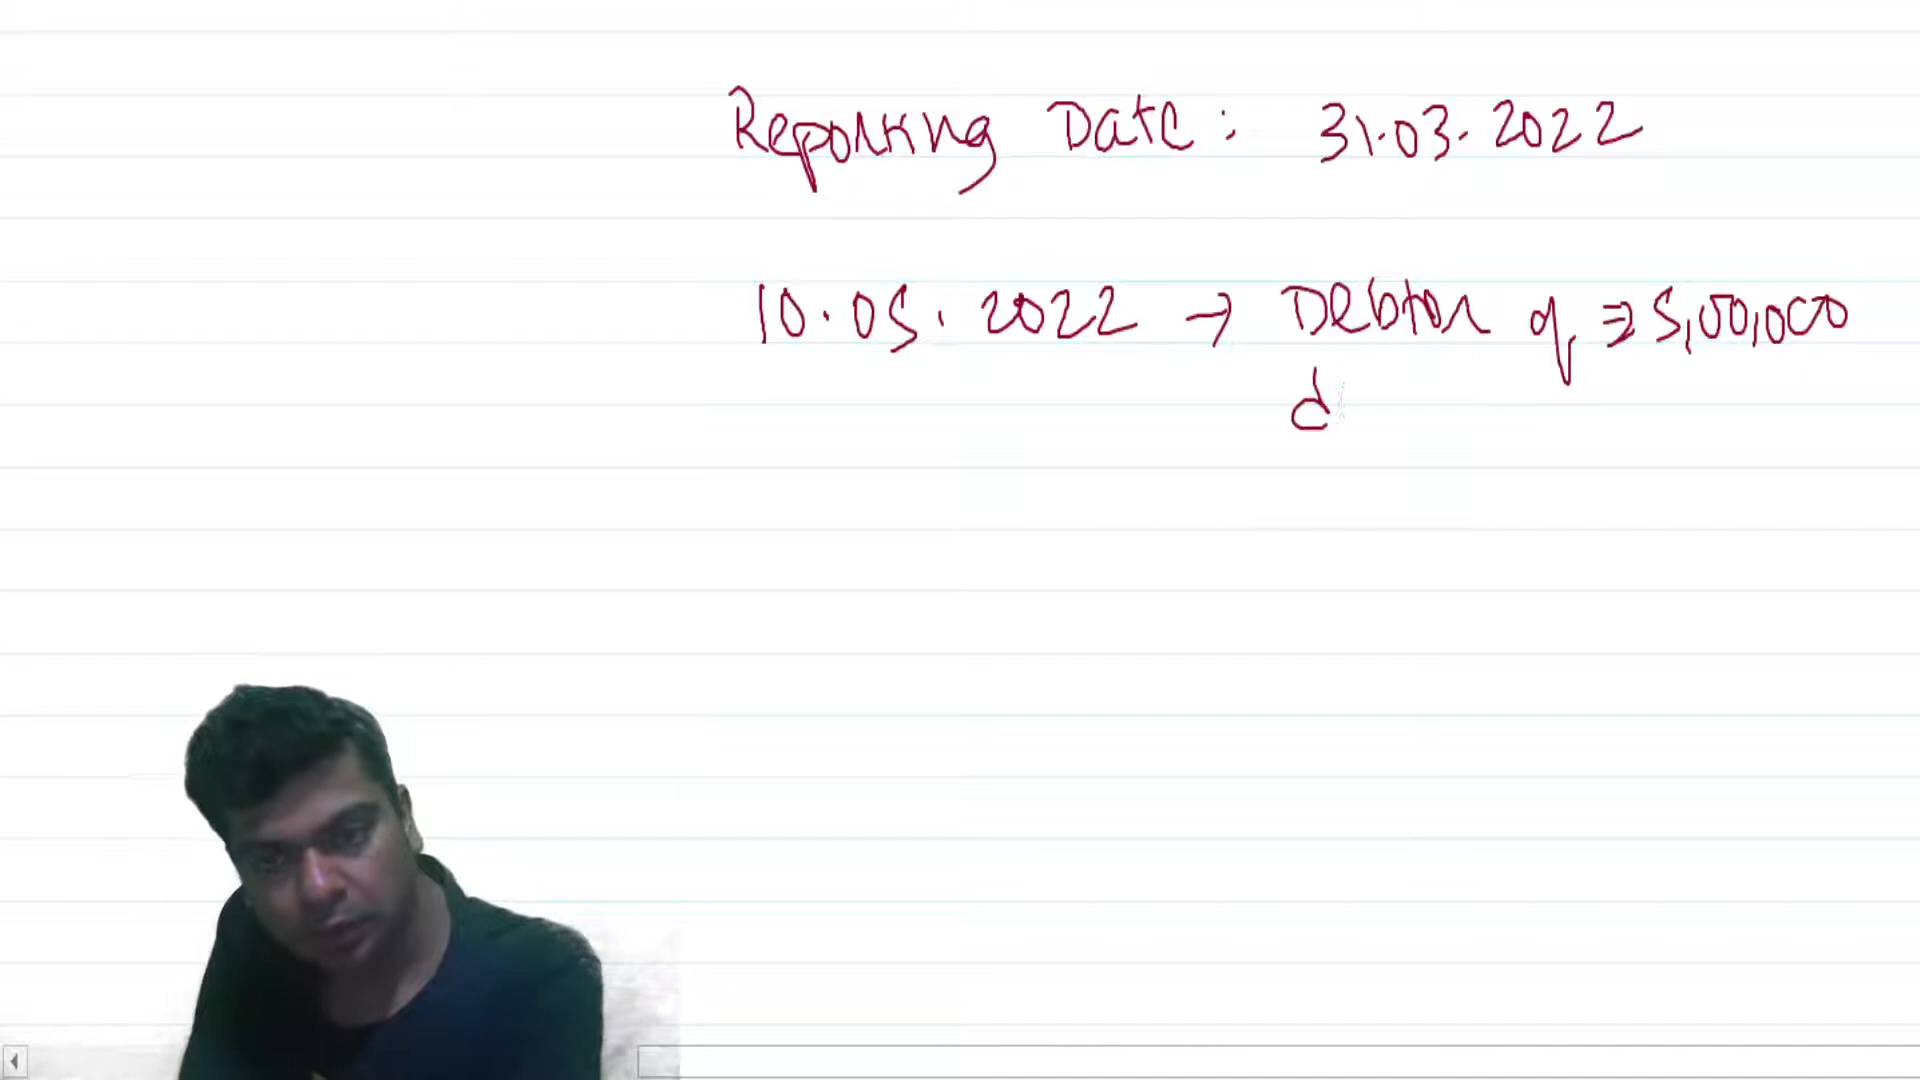 Reporting Date : 31.03.2022
10.05.2022 → Debtor of ₹5,00,000
d